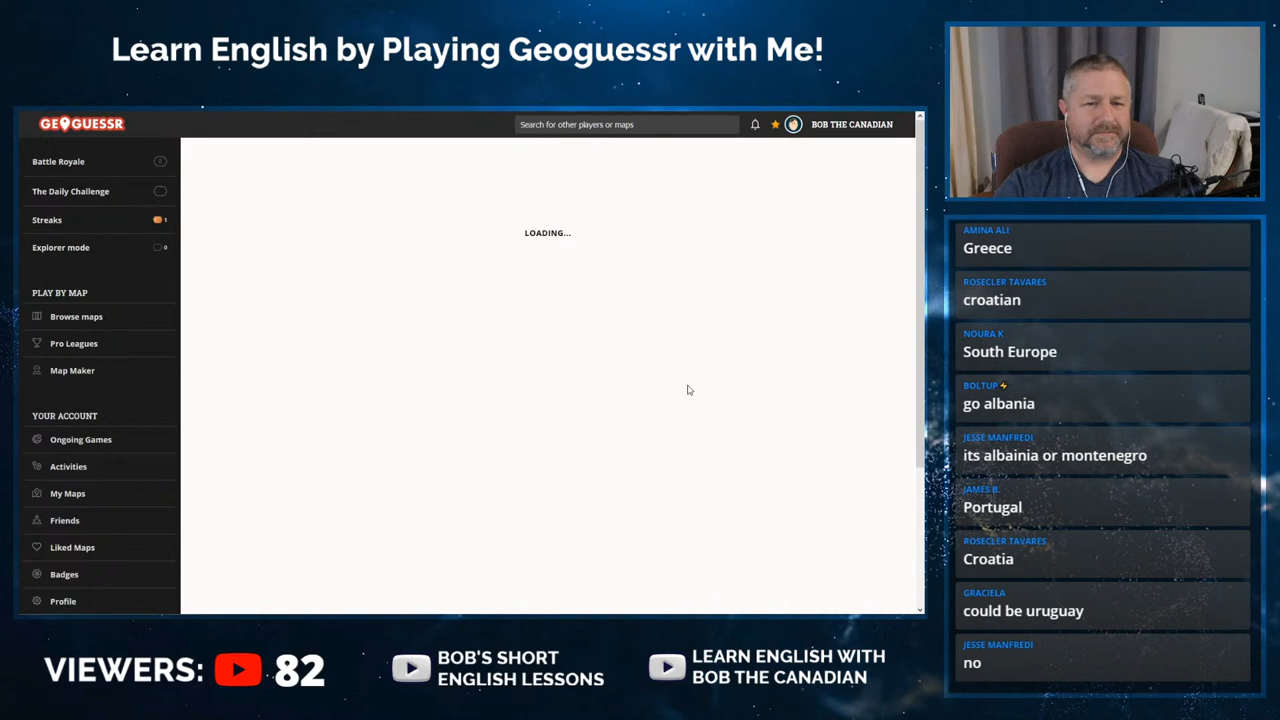 Learn English by Playing Geoguessr with Me!
GEOGUESSR
Search for other players or maps
BOB THE CANADIAN
Battle Royale
0
The Daily Challenge
Streaks
1
Explorer mode
0
PLAY BY MAP
Browse maps
Pro Leagues
Map Maker
YOUR ACCOUNT
Ongoing Games
Activities
My Maps
Friends
Liked Maps
Badges
Profile
LOADING...
AMINA ALI
Greece
ROSECLER TAVARES
croatian
NOURA K
South Europe
BOLTUP⚡
go albania
JESSE MANFREDI
its albainia or montenegro
JAMES B.
Portugal
ROSECLER TAVARES
Croatia
GRACIELA
could be uruguay
JESSE MANFREDI
no
VIEWERS: 82
BOB'S SHORT
ENGLISH LESSONS
LEARN ENGLISH WITH
BOB THE CANADIAN